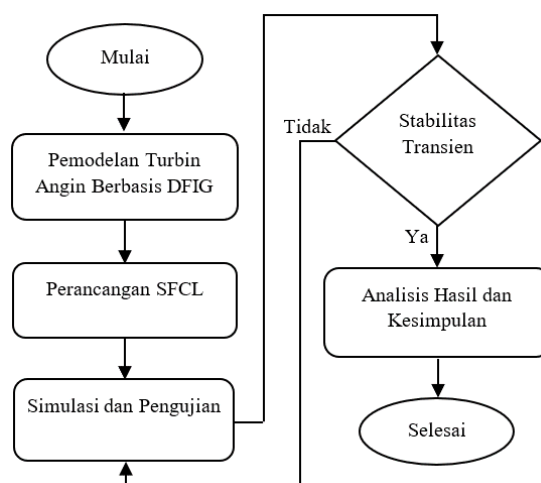 Mulai
Pemodelan Turbin
Angin Berbasis DFIG
Perancangan SFCL
Simulasi dan Pengujian
Stabilitas
Transien
Tidak
Ya
Analisis Hasil dan
Kesimpulan
Selesai